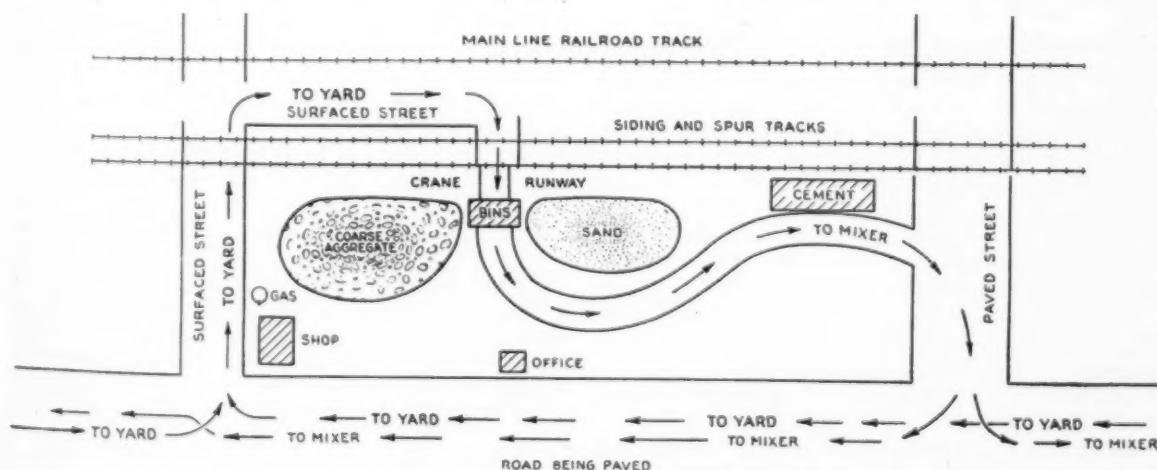 MAIN LINE RAILROAD TRACK
TO YARD
SURFACED STREET
SIDING AND SPUR TRACKS
CRANE RUNWAY
CEMENT
BINS
SAND
TO MIXER
COARSE
AGGREGATE
SURFACED STREET
TO YARD
PAVED STREET
GAS
SHOP
OFFICE
TO YARD TO YARD TO YARD
TO YARD TO MIXER TO MIXER TO MIXER
ROAD BEING PAVED